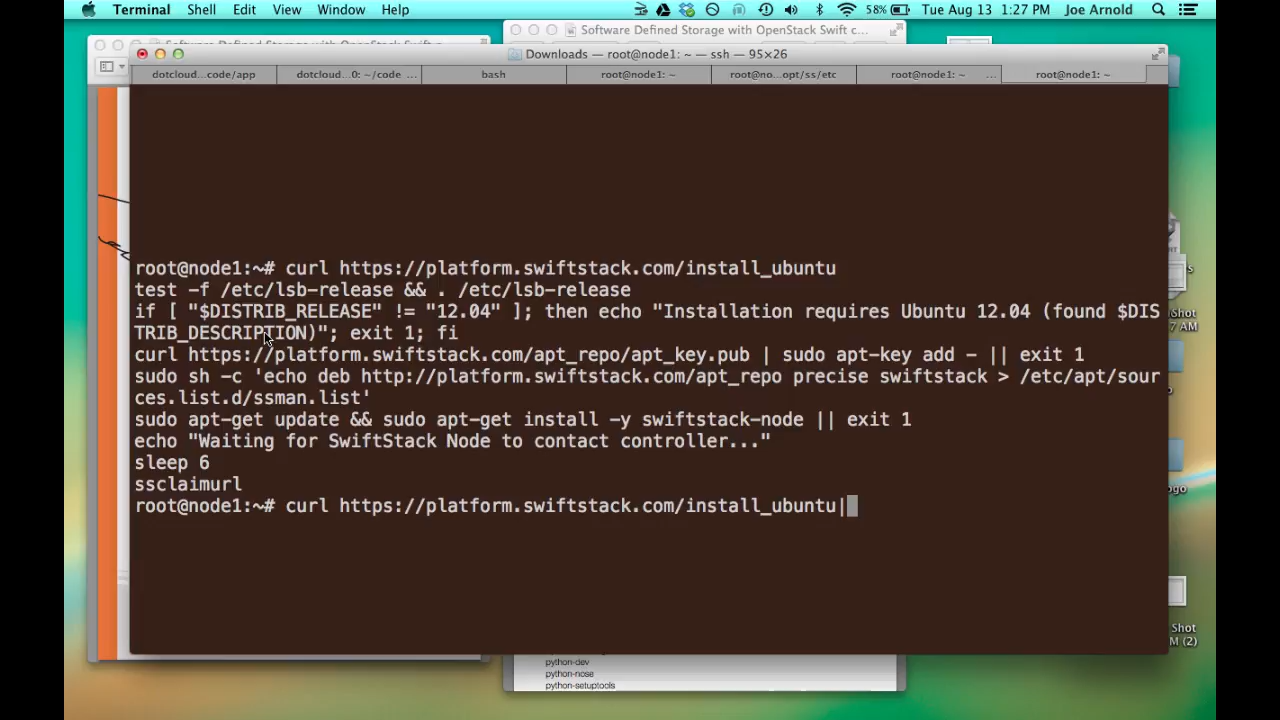 Terminal Shell Edit View Window Help 58% Tue Aug 13 1:27 PM Joe Arnold
Software Defined Storage with OpenStack Swift c...
Downloads — root@node1: ~ — ssh — 95×26
dotcloud...code/app dotcloud...0: ~/code ... bash root@node1: ~ root@no...opt/ss/etc root@node1: ~ ... root@node1: ~
root@node1:~# curl https://platform.swiftstack.com/install_ubuntu
test -f /etc/lsb-release && . /etc/lsb-release
if [ "$DISTRIB_RELEASE" != "12.04" ]; then echo "Installation requires Ubuntu 12.04 (found $DIS
TRIB_DESCRIPTION)"; exit 1; fi
curl https://platform.swiftstack.com/apt_repo/apt_key.pub | sudo apt-key add - || exit 1
sudo sh -c 'echo deb http://platform.swiftstack.com/apt_repo precise swiftstack > /etc/apt/sour
ces.list.d/ssman.list'
sudo apt-get update && sudo apt-get install -y swiftstack-node || exit 1
echo "Waiting for SwiftStack Node to contact controller..."
sleep 6
ssclaimurl
root@node1:~# curl https://platform.swiftstack.com/install_ubuntu|
python-dev
python-nose
python-setuptools